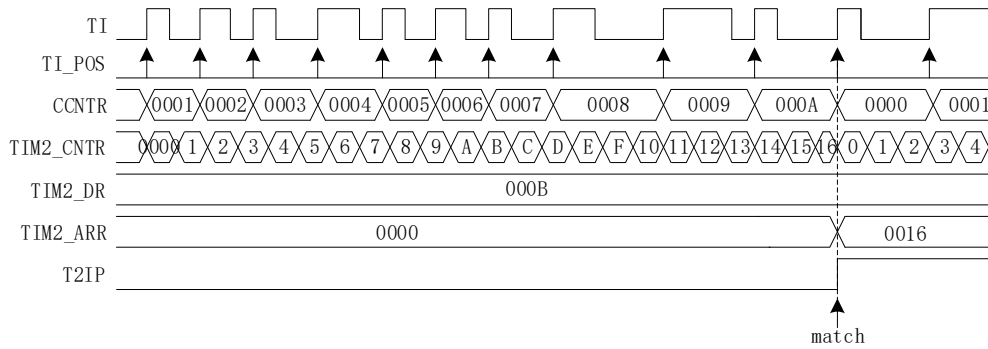 TI
TI_POS
CCNTR 0001 0002 0003 0004 0005 0006 0007 0008 0009 000A 0000 0001
TIM2_CNTR 0000 1 2 3 4 5 6 7 8 9 A B C D E F 10 11 12 13 14 15 16 0 1 2 3 4
TIM2_DR 000B
TIM2_ARR 0000 0016
T2IP
match